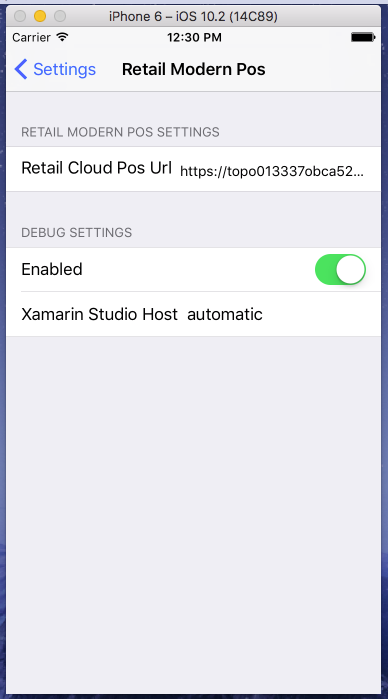 iPhone 6 – iOS 10.2 (14C89)
Carrier 12:30 PM
Settings Retail Modern Pos
RETAIL MODERN POS SETTINGS
Retail Cloud Pos Url https://topo013337obca52...
DEBUG SETTINGS
Enabled
Xamarin Studio Host automatic